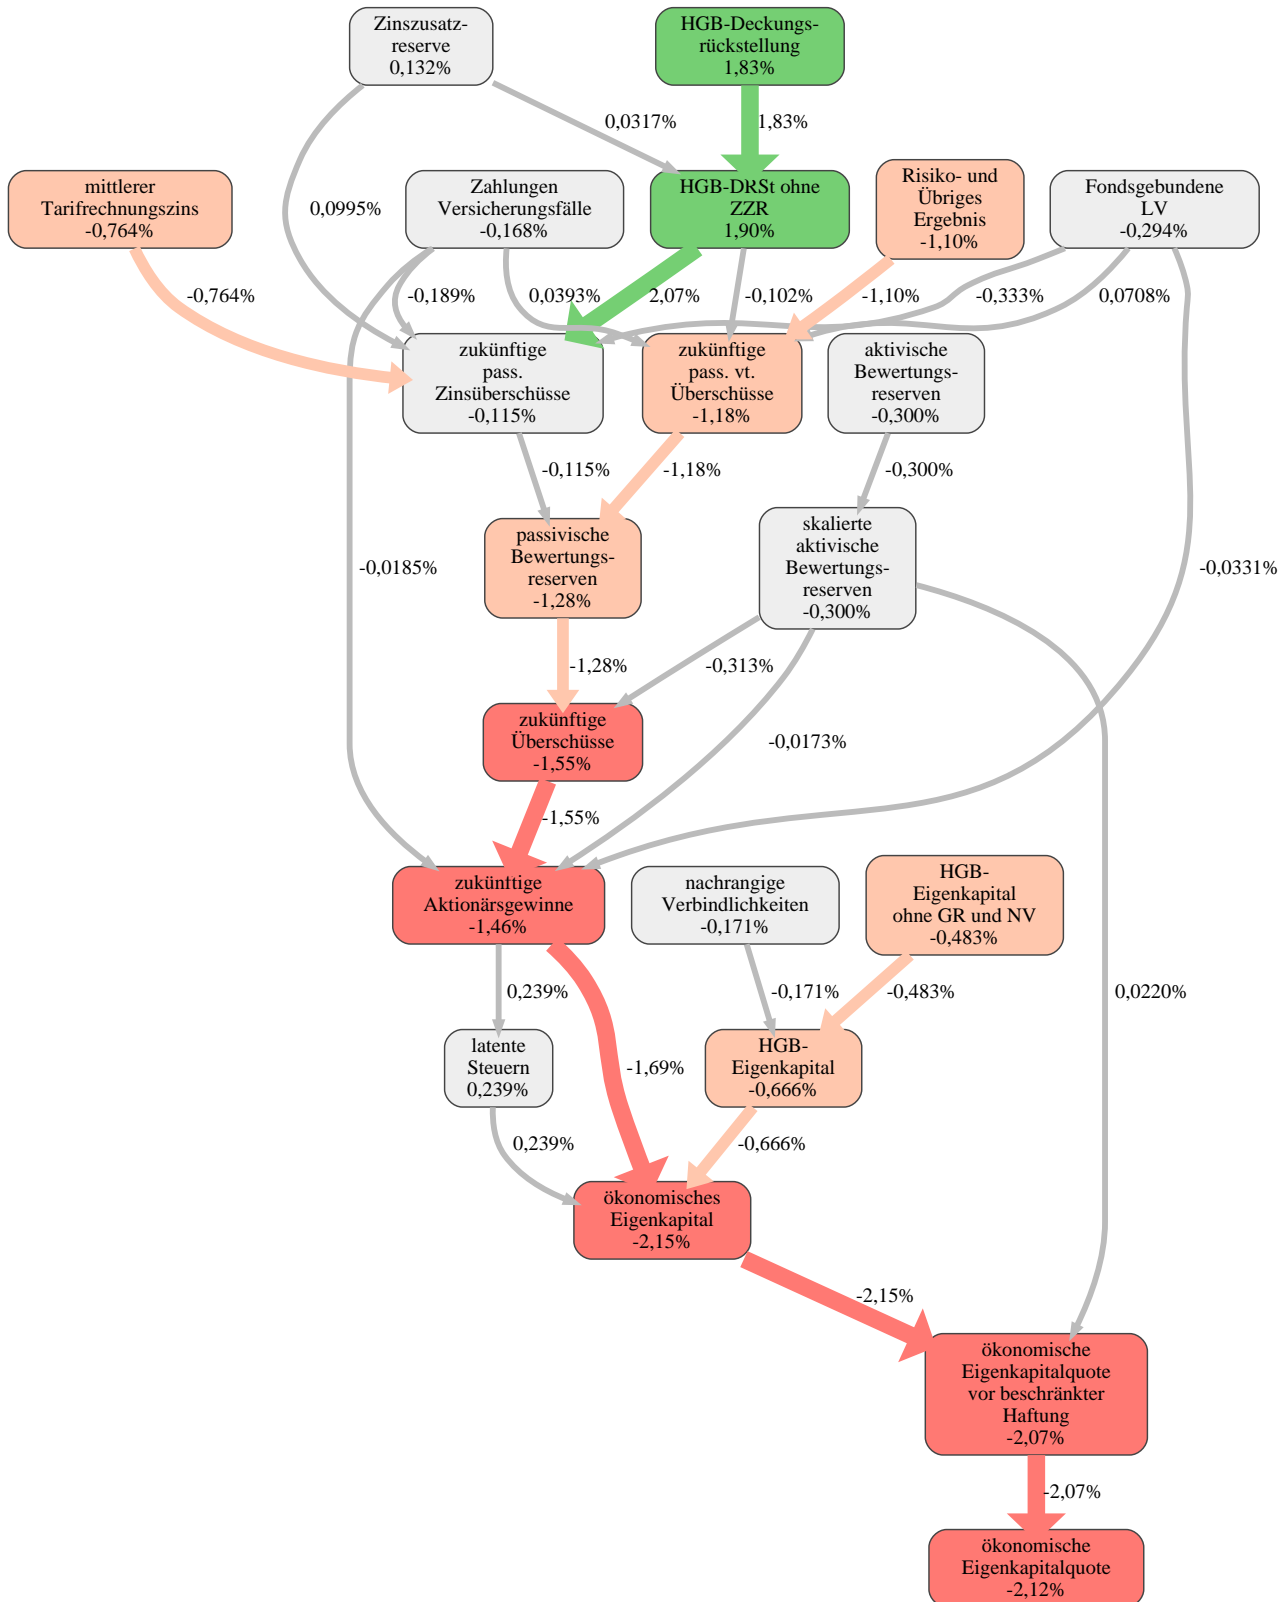 Zinszusatz-
reserve
0,132%
HGB-Deckungs-
rückstellung
1,83%
0,0317%
1,83%
mittlerer
Tarifrechnungszins
-0,764%
Zahlungen
Versicherungsfälle
-0,168%
HGB-DRSt ohne
ZZR
1,90%
Risiko- und
Übriges
Ergebnis
-1,10%
Fondsgebundene
LV
-0,294%
0,0995%
-0,764%
-0,189%
0,0393%
2,07%
-0,102%
-1,10%
-0,333%
0,0708%
zukünftige
pass.
Zinsüberschüsse
-0,115%
zukünftige
pass. vt.
Überschüsse
-1,18%
aktivische
Bewertungs-
reserven
-0,300%
-0,115%
-1,18%
-0,300%
passivische
Bewertungs-
reserven
-1,28%
skalierte
aktivische
Bewertungs-
reserven
-0,300%
-0,0185%
-0,0331%
-1,28%
-0,313%
zukünftige
Überschüsse
-1,55%
-0,0173%
-1,55%
zukünftige
Aktionärsgewinne
-1,46%
nachrangige
Verbindlichkeiten
-0,171%
HGB-
Eigenkapital
ohne GR und NV
-0,483%
0,239%
-0,171%
-0,483%
0,0220%
latente
Steuern
0,239%
-1,69%
HGB-
Eigenkapital
-0,666%
0,239%
-0,666%
ökonomisches
Eigenkapital
-2,15%
-2,15%
ökonomische
Eigenkapitalquote
vor beschränkter
Haftung
-2,07%
-2,07%
ökonomische
Eigenkapitalquote
-2,12%